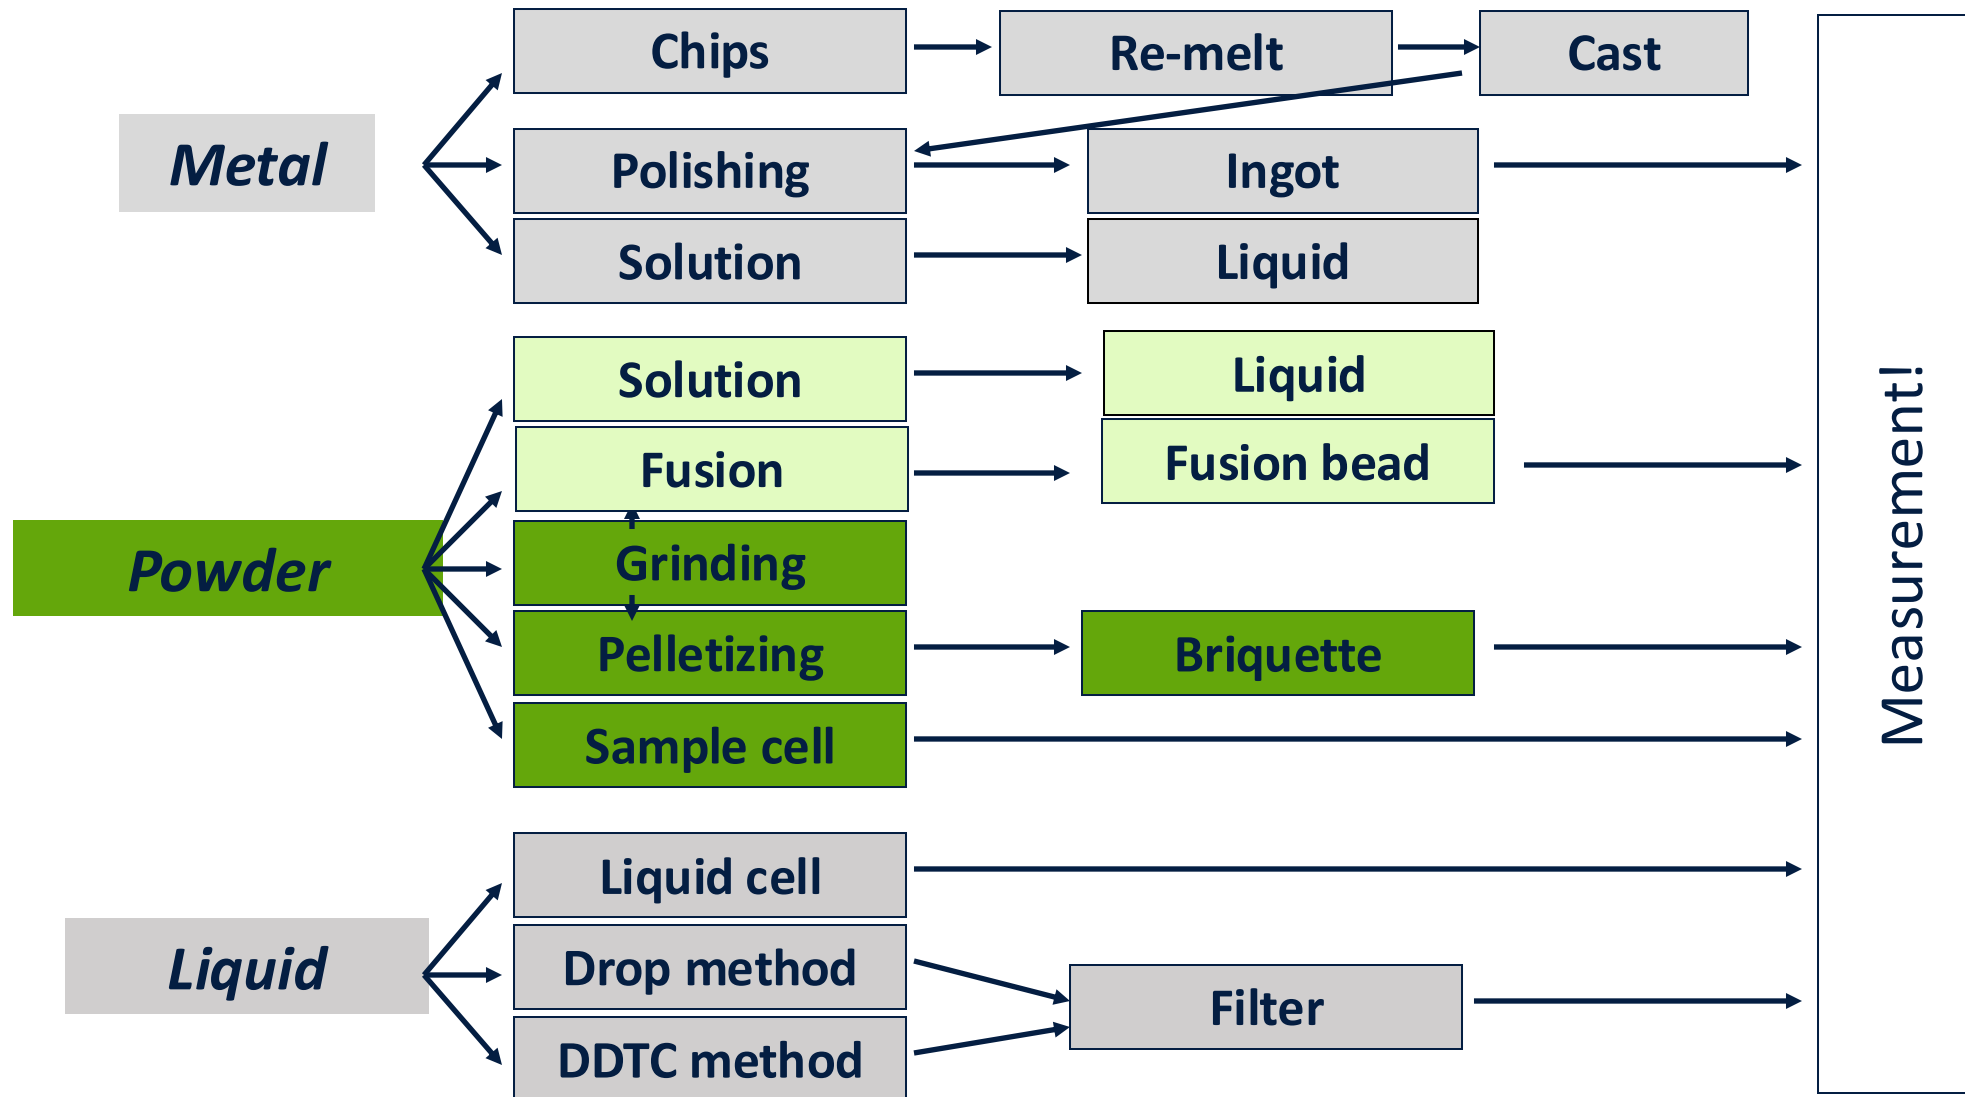 Chips
Re-melt
Cast
Metal
Polishing
Ingot
Solution
Liquid
Solution
Liquid
Fusion
Fusion bead
Powder
Grinding
Pelletizing
Briquette
Sample cell
Measurement!
Liquid cell
Liquid
Drop method
Filter
DDTC method